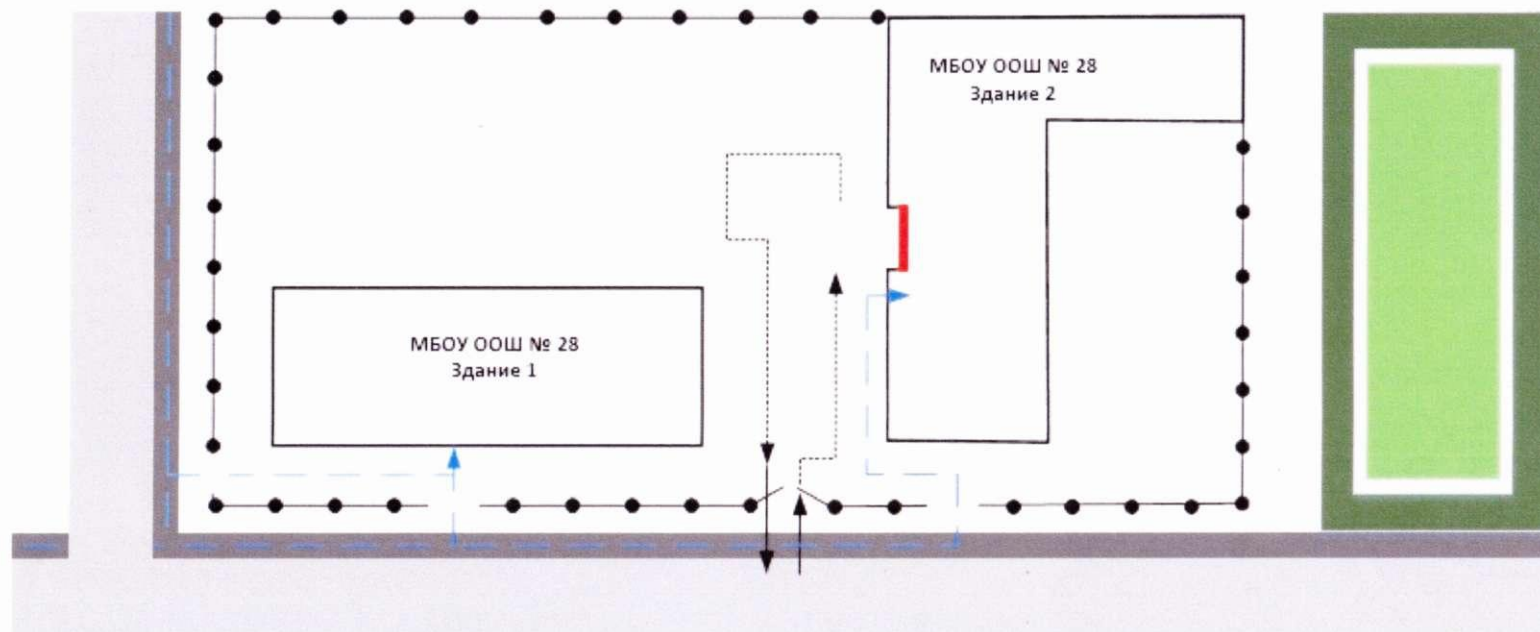 МБОУ ООШ № 28
Здание 2
МБОУ ООШ № 28
Здание 1